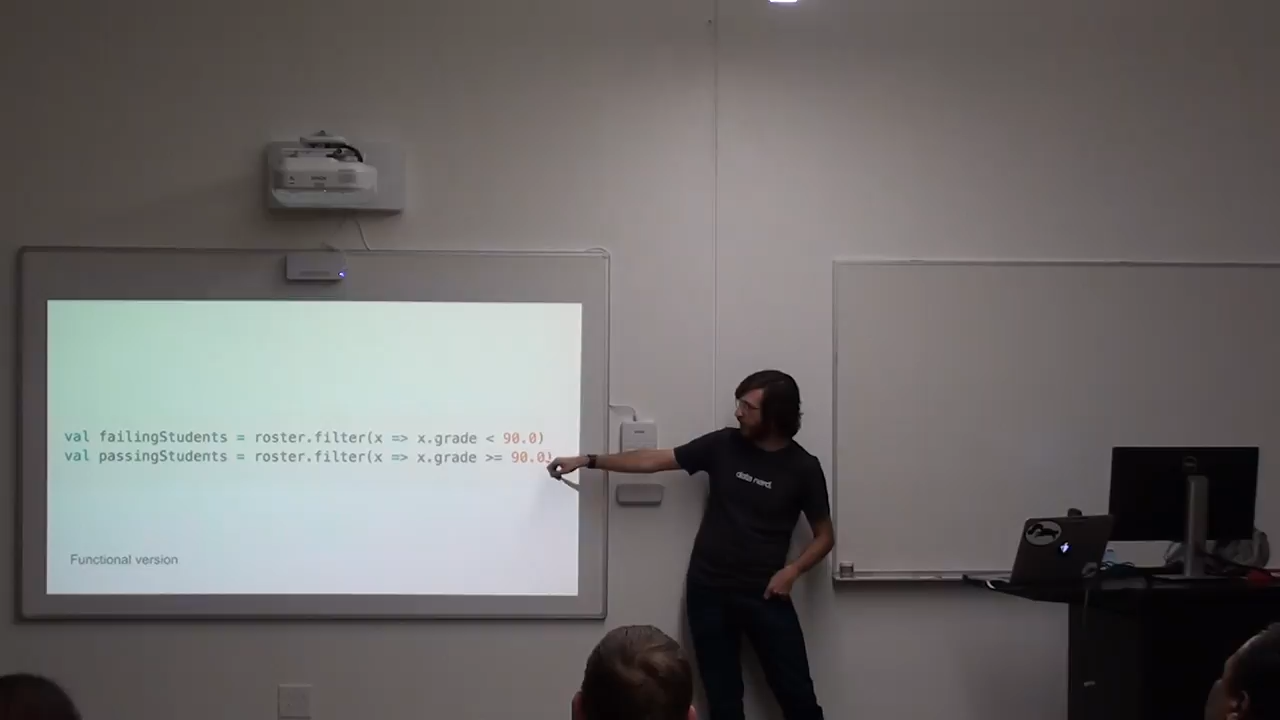 val failingStudents = roster.filter(x => x.grade < 90.0)
val passingStudents = roster.filter(x => x.grade >= 90.0)
Functional version
data nerd.